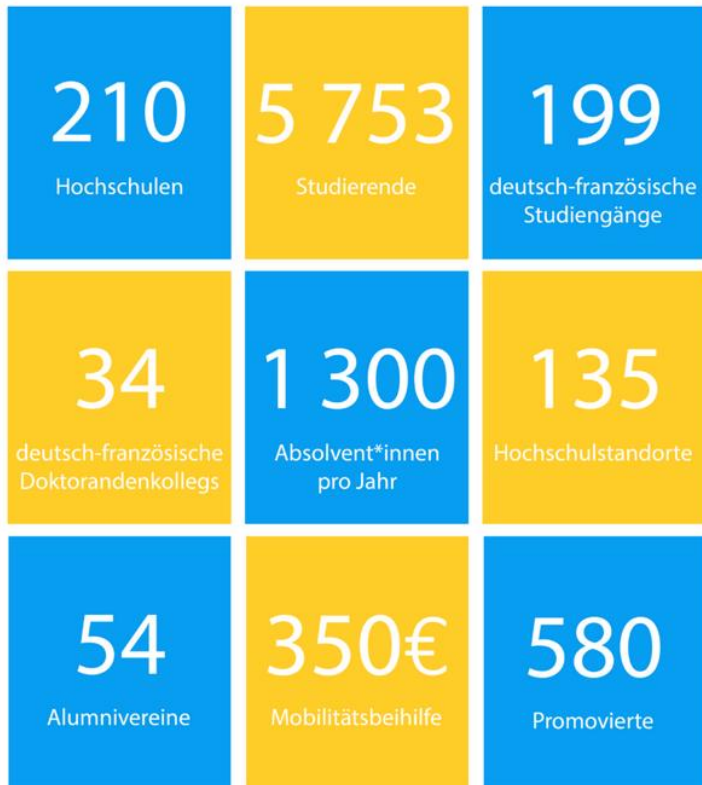 210
Hochschulen
5 753
Studierende
199
deutsch-französische
Studiengänge
34
deutsch-französische
Doktorandenkollegs
1 300
Absolvent*innen
pro Jahr
135
Hochschulstandorte
54
Alumnivereine
350€
Mobilitätsbeihilfe
580
Promovierte